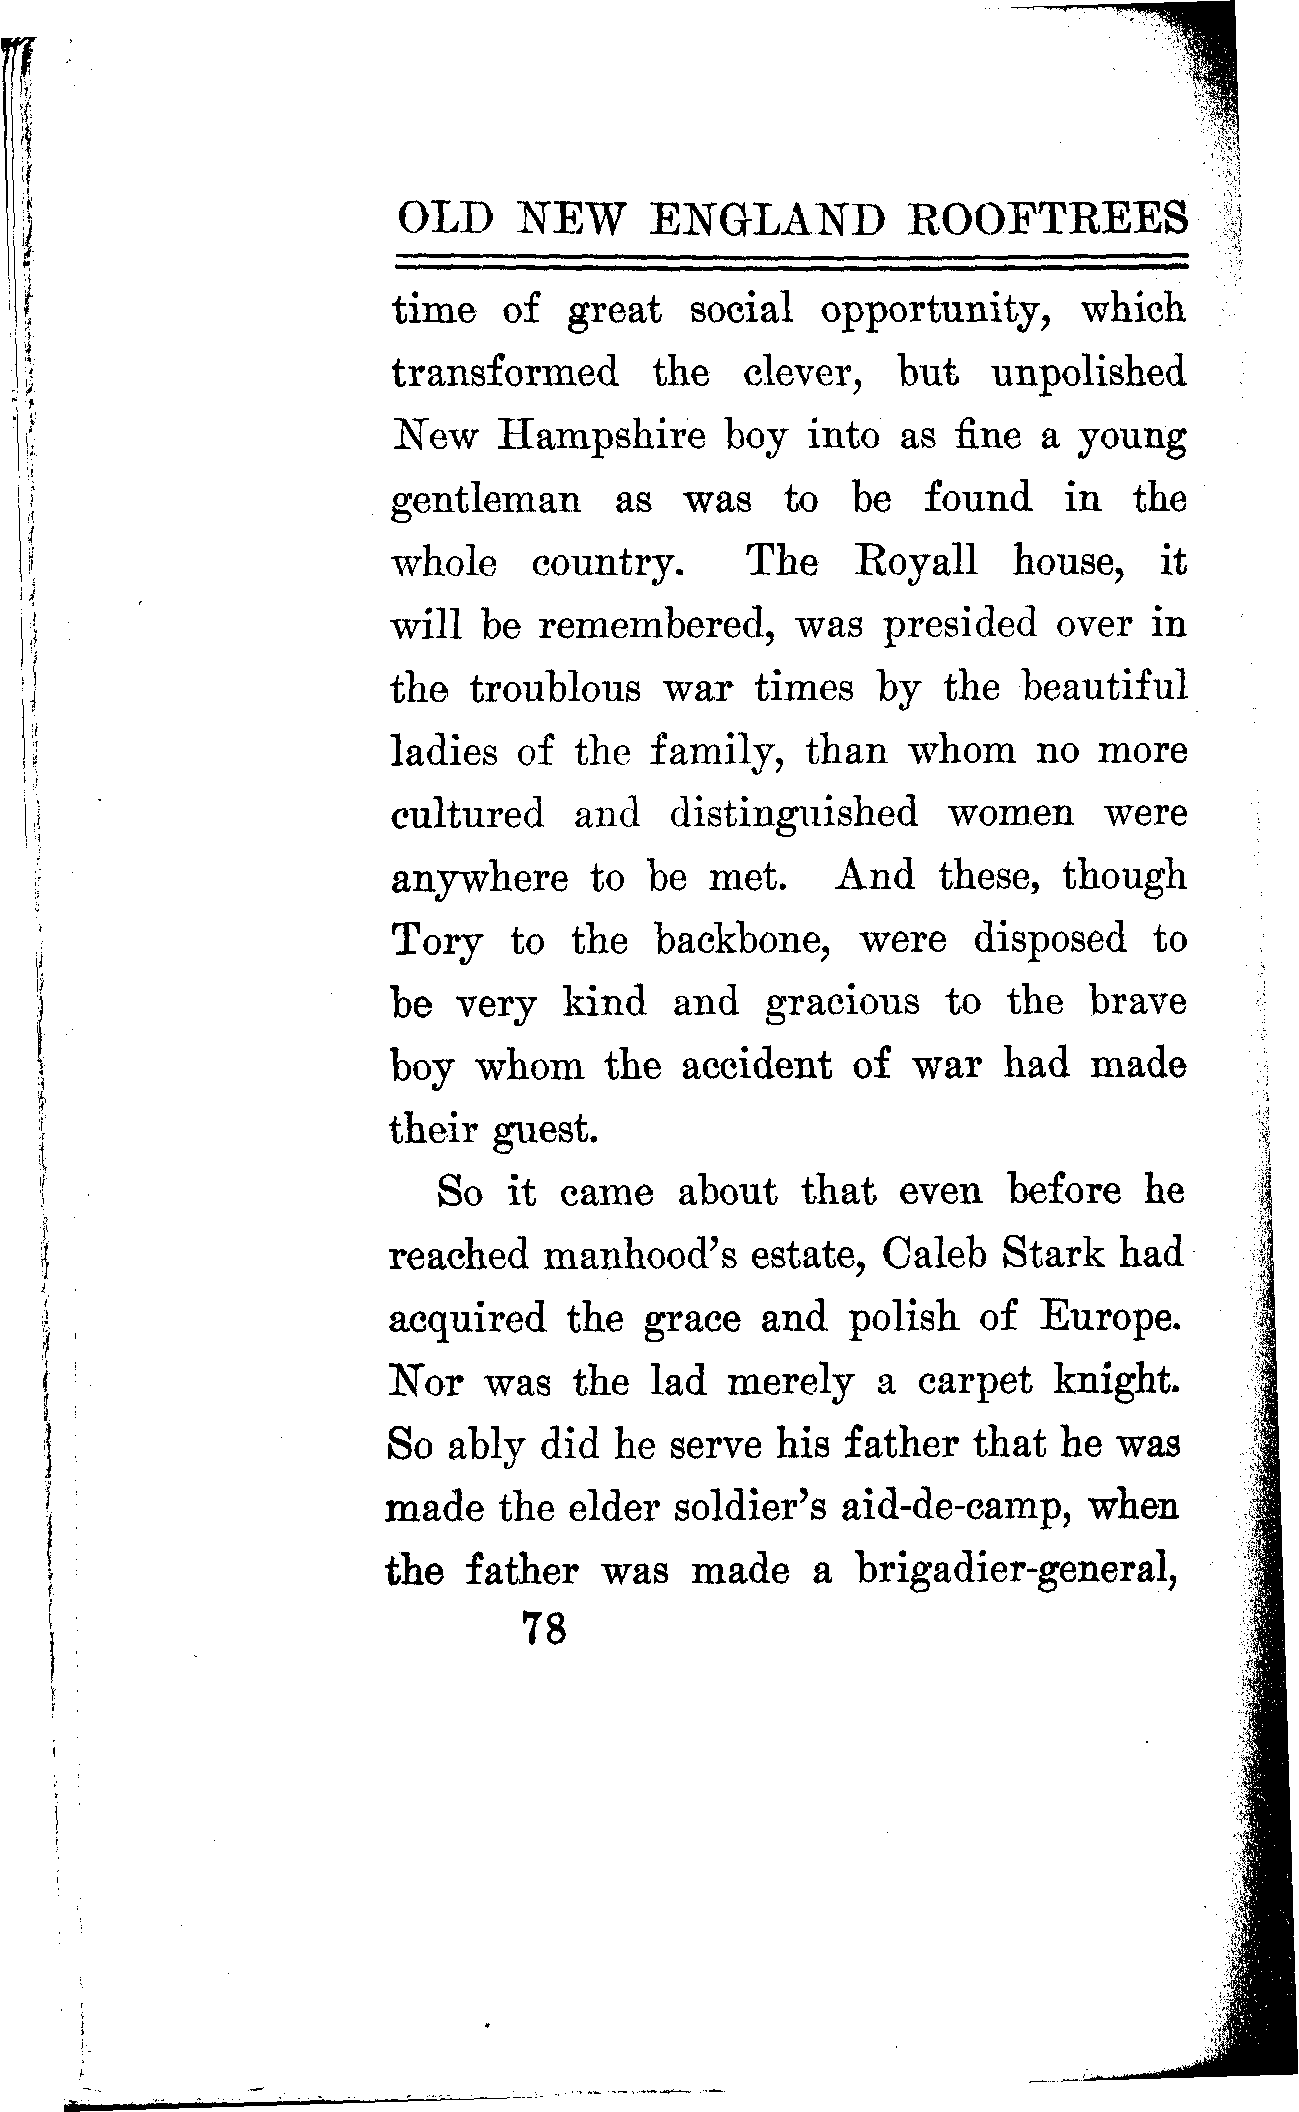 OLD NEW ENGLAND ROOFTREES
time of great social opportunity, which
transformed the clever, but unpolished
New Hampshire boy into as fine a young
gentleman as was to be found in the
whole country. The Royall house, it
will be remembered, was presided over in
the troublous war times by the beautiful
ladies of the family, than whom no more
cultured and distinguished women were
anywhere to be met. And these, though
Tory to the backbone, were disposed to
be very kind and gracious to the brave
boy whom the accident of war had made
their guest.
So it came about that even before he
reached manhood's estate, Caleb Stark had
acquired the grace and polish of Europe.
Nor was the lad merely a carpet knight.
So ably did he serve his father that he was
made the elder soldier's aid-de-camp, when
the father was made a brigadier-general,
78